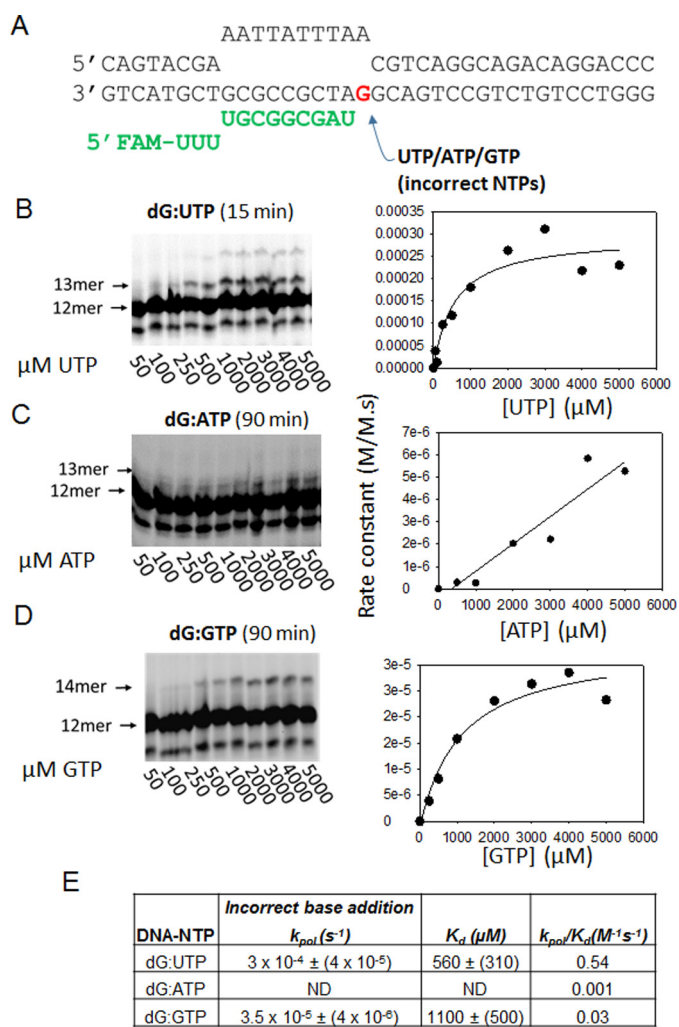 A
AATTATTTAA
5'CAGTACGA CGTCAGGCAGACAGGACCC
3'GTCATGCTGCGCCGCTAGGCAGTCCGTCTGTCCTGGG
UGCGGCGAU
5'FAM-UUU
UTP/ATP/GTP
(incorrect NTPs)
B
dG:UTP (15 min)
13mer
12mer
µM UTP
50 100 250 500 1000 2000 3000 4000 5000
0.00035
0.00030
0.00025
0.00020
0.00015
0.00010
0.00005
0.00000
0 1000 2000 3000 4000 5000 6000
[UTP] (µM)
C
dG:ATP (90 min)
13mer
12mer
µM ATP
50 100 250 500 1000 2000 3000 4000 5000
Rate constant (M/M.s)
7e-6
6e-6
5e-6
4e-6
3e-6
2e-6
1e-6
0
0 1000 2000 3000 4000 5000 6000
[ATP] (µM)
D
dG:GTP (90 min)
14mer
12mer
µM GTP
50 100 250 500 1000 2000 3000 4000 5000
3e-5
3e-5
2e-5
2e-5
1e-5
5e-6
0
0 1000 2000 3000 4000 5000 6000
[GTP] (µM)
E
Incorrect base addition
DNA-NTP kpol (s⁻¹) Kd (µM) kpol/Kd(M⁻¹s⁻¹)
dG:UTP 3 x 10⁻⁴ ± (4 x 10⁻⁵) 560 ± (310) 0.54
dG:ATP ND ND 0.001
dG:GTP 3.5 x 10⁻⁵ ± (4 x 10⁻⁶) 1100 ± (500) 0.03